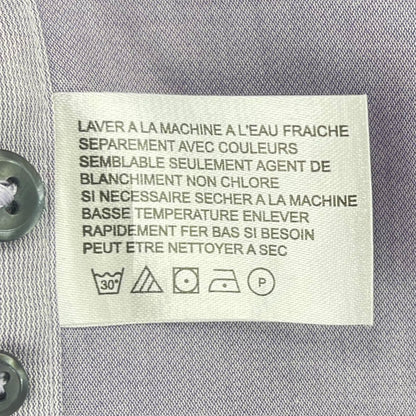 LAVER A LA MACHINE A L'EAU FRAICHE
SEPAREMENT AVEC COULEURS
SEMBLABLE SEULEMENT AGENT DE
BLANCHIMENT NON CHLORE
SI NECESSAIRE SECHER A LA MACHINE
BASSE TEMPERATURE ENLEVER
RAPIDEMENT FER BAS SI BESOIN
PEUT ETRE NETTOYER A SEC
30° P